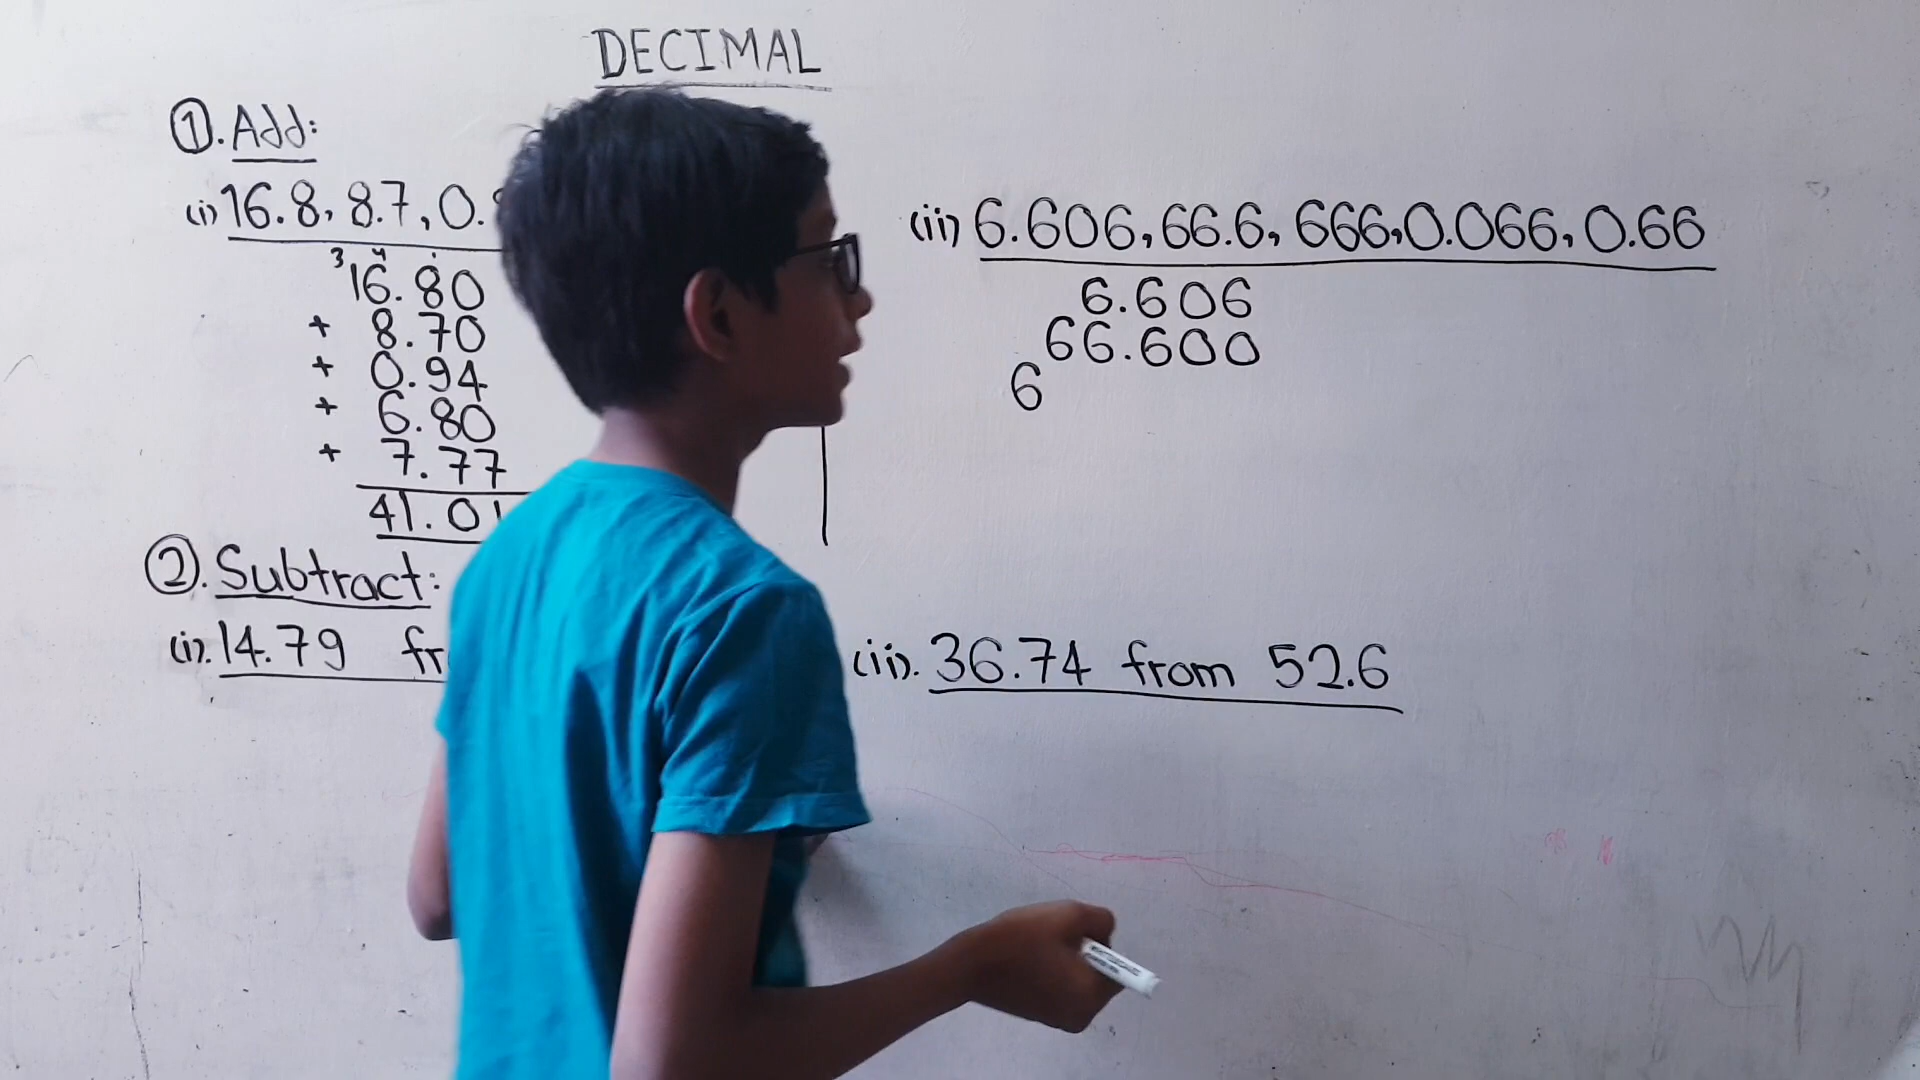 DECIMAL
①. Add:
(i) 16.8, 8.7, 0.
3 4
16.80
+ 8.70
+ 0.94
+ 6.80
+ 7.77
41.01
(ii) 6.606, 66.6, 666, 0.066, 0.66
6.606
66.600
6
②. Subtract:
(i). 14.79 fr
(ii). 36.74 from 52.6